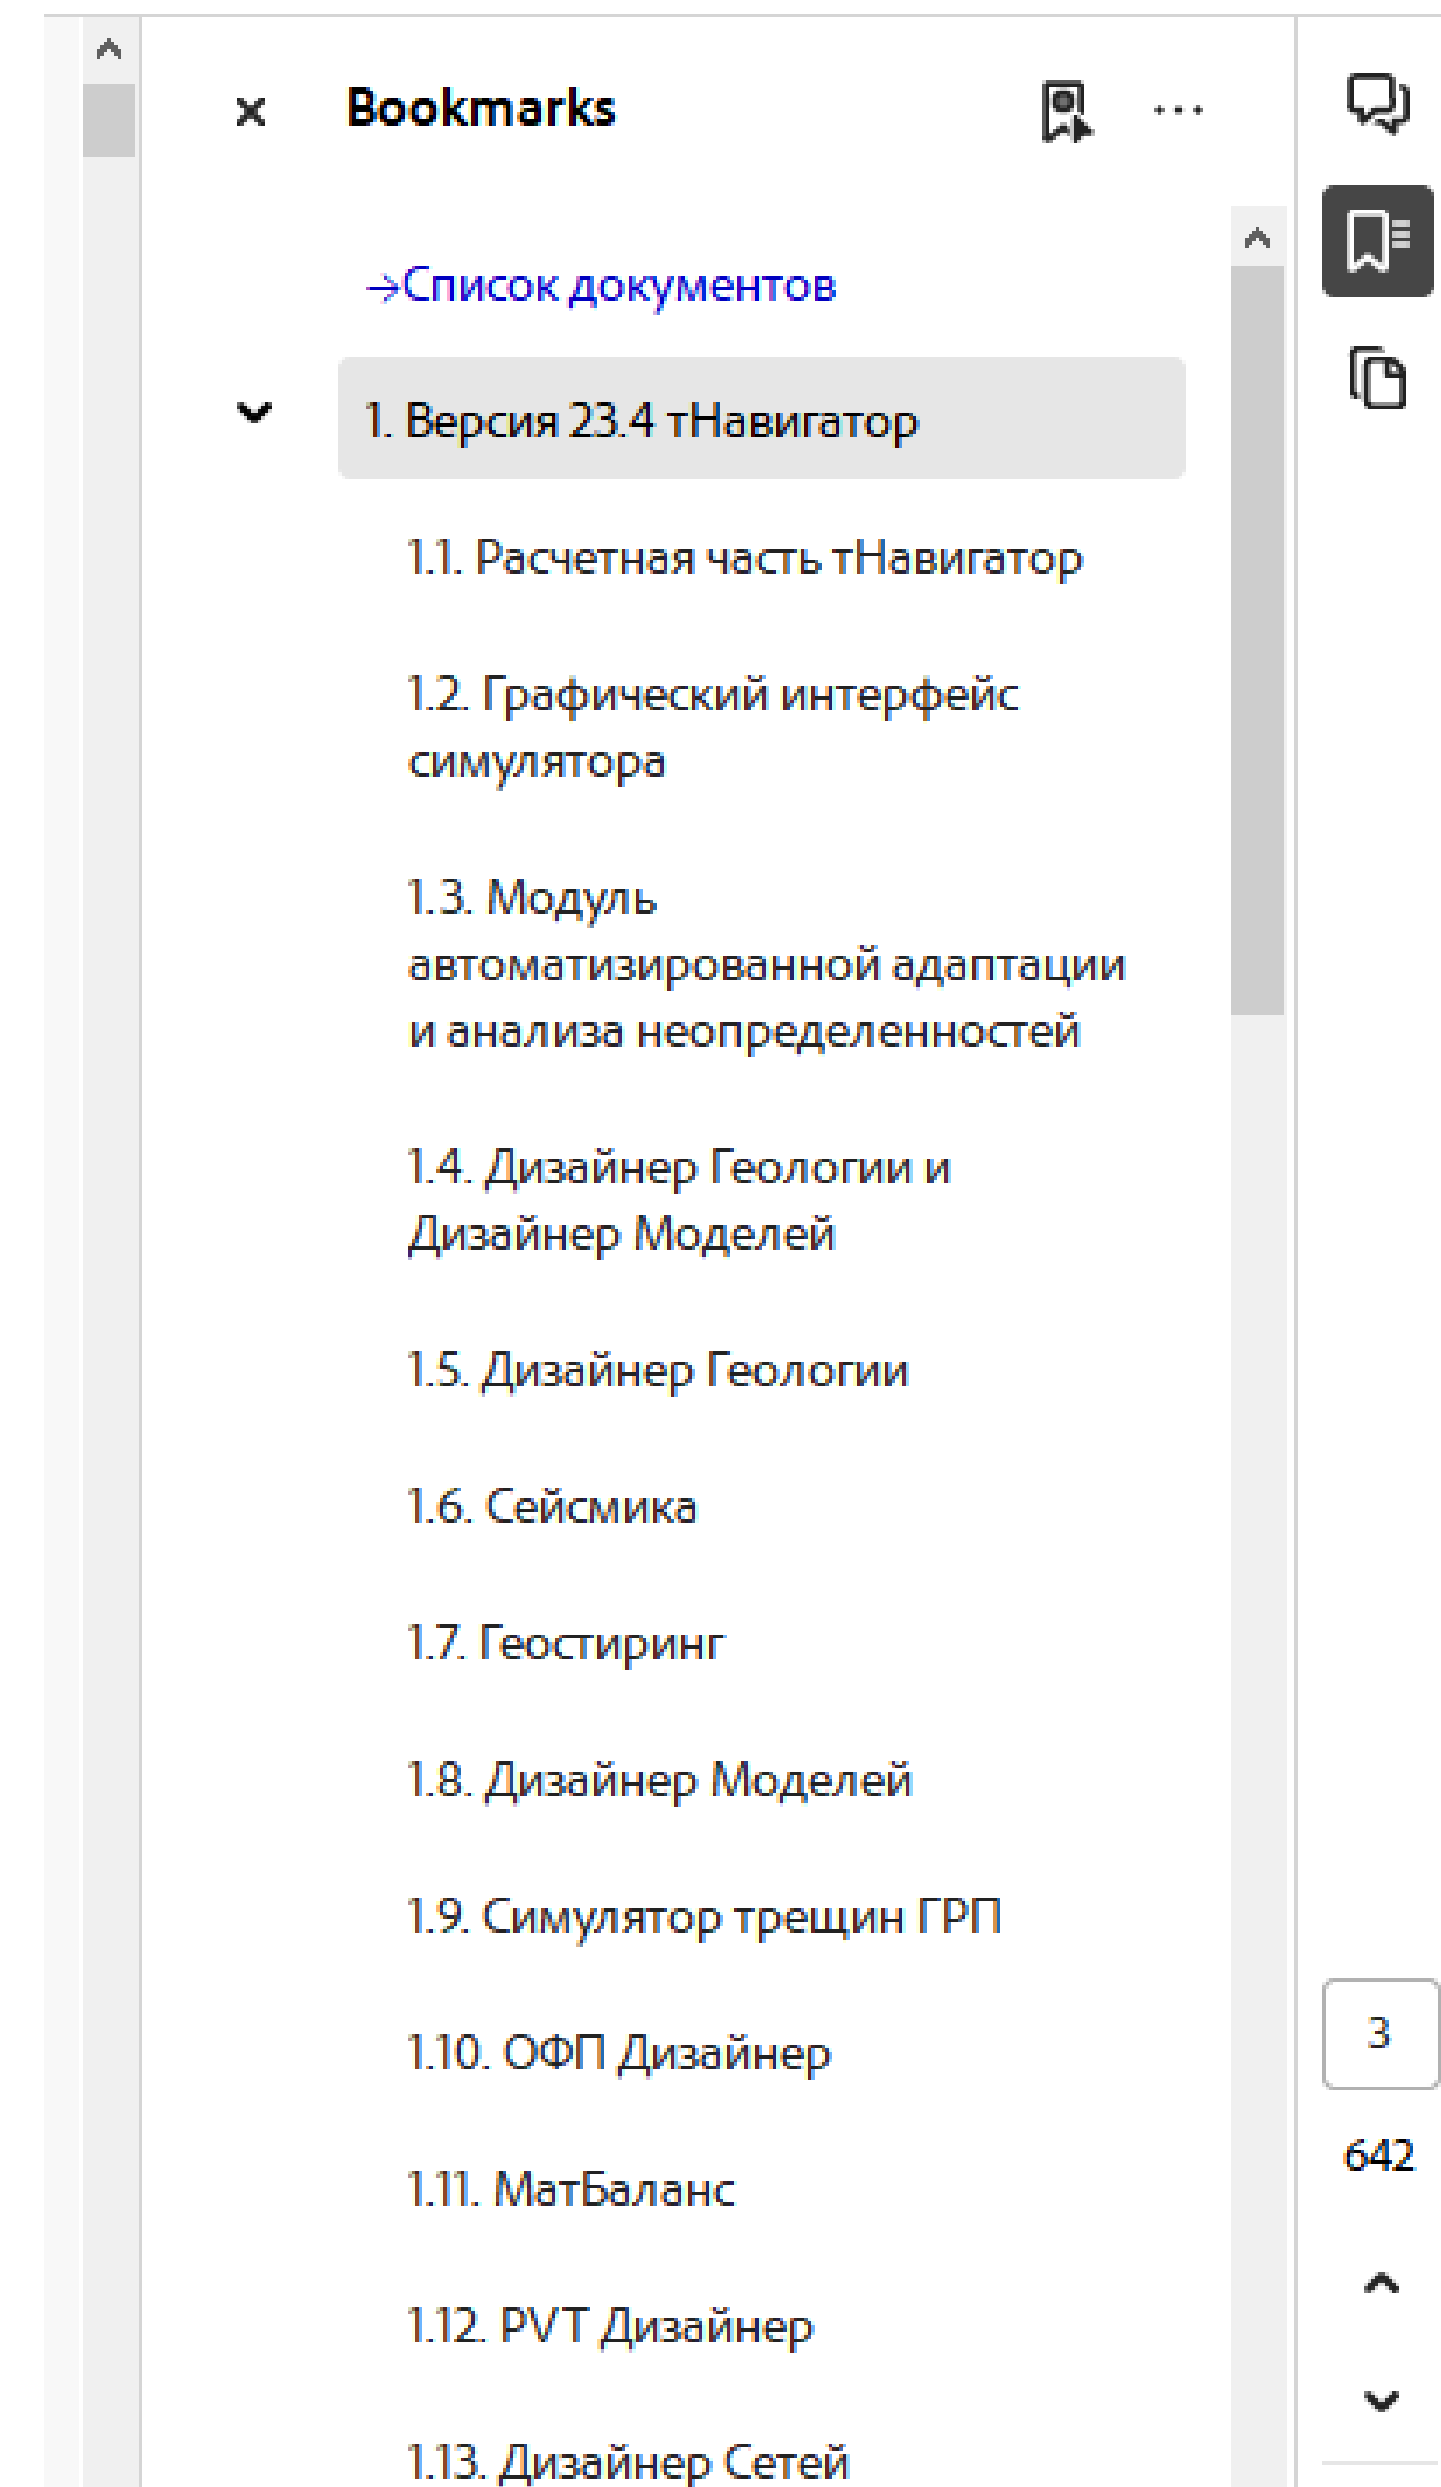 Bookmarks
→Список документов
1. Версия 23.4 тНавигатор
1.1. Расчетная часть тНавигатор
1.2. Графический интерфейс
симулятора
1.3. Модуль
автоматизированной адаптации
и анализа неопределенностей
1.4. Дизайнер Геологии и
Дизайнер Моделей
1.5. Дизайнер Геологии
1.6. Сейсмика
1.7. Геостиринг
1.8. Дизайнер Моделей
1.9. Симулятор трещин ГРП
1.10. ОФП Дизайнер
1.11. МатБаланс
1.12. PVT Дизайнер
1.13. Дизайнер Сетей
3
642